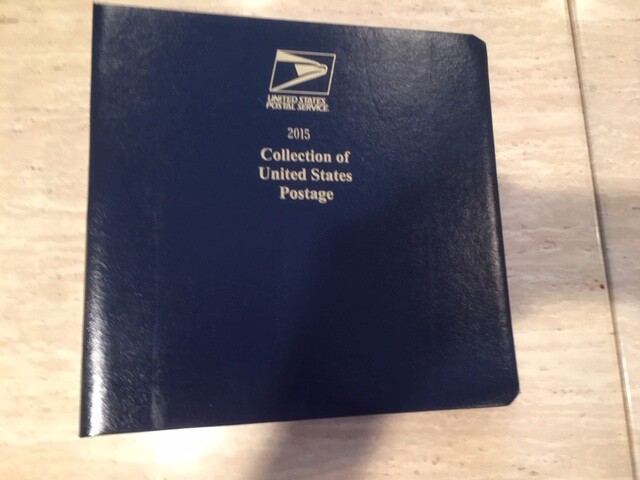 UNITED STATES
POSTAL SERVICE
2015
Collection of
United States
Postage